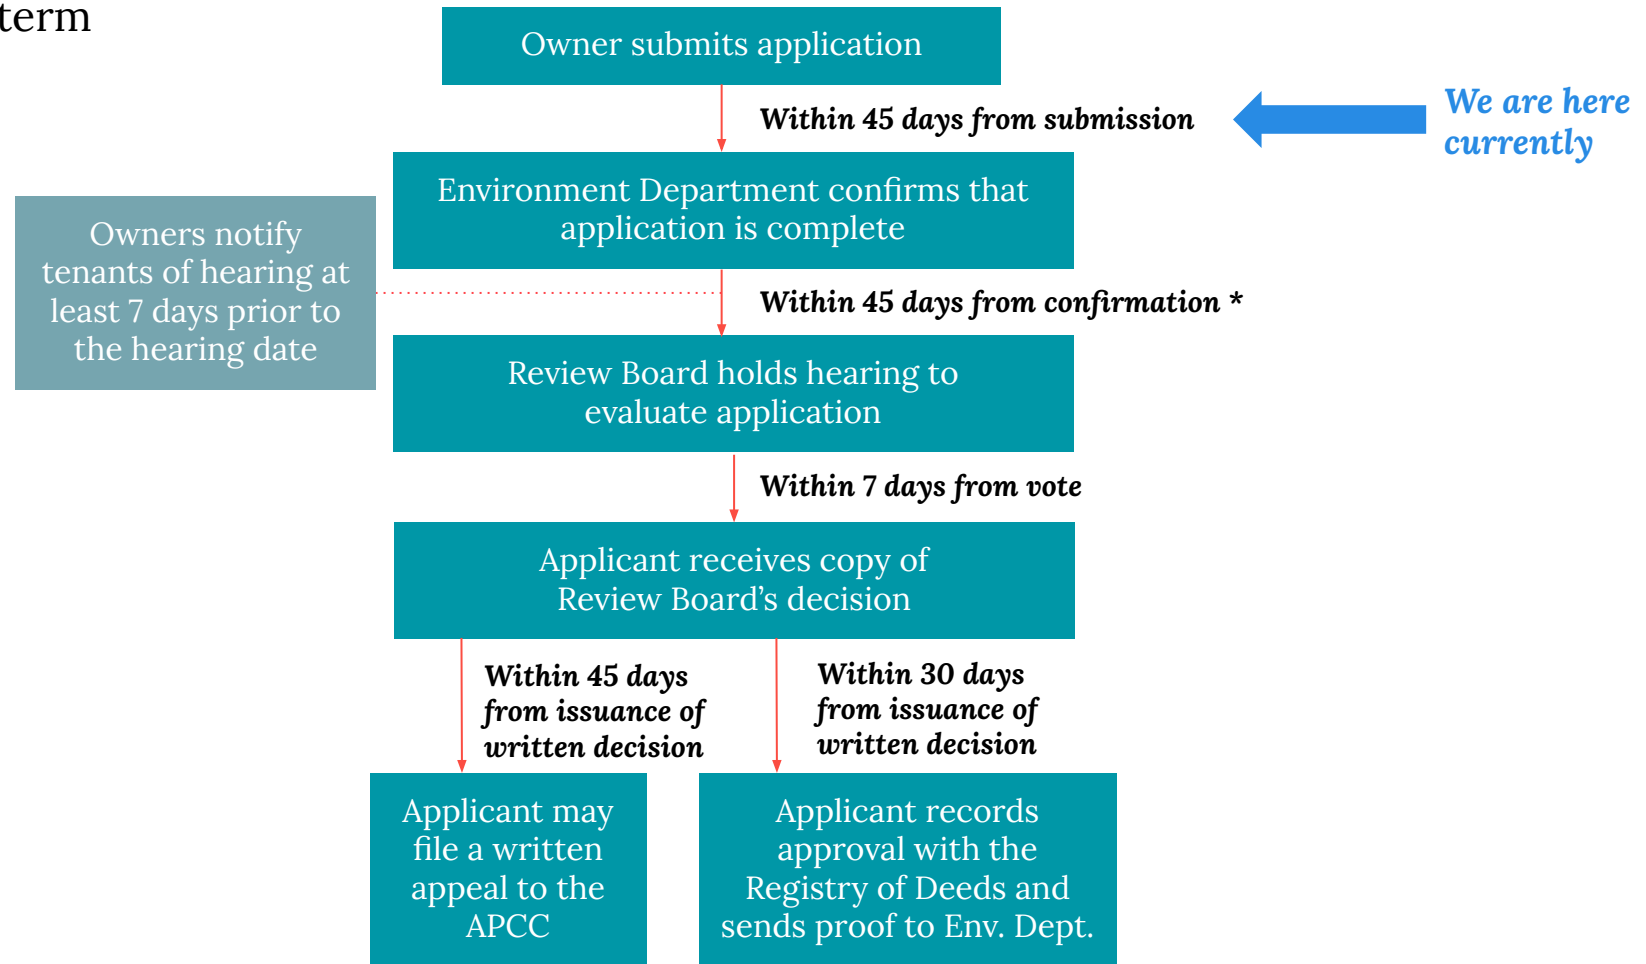 term
Owner submits application
Within 45 days from submission
We are here
currently
Environment Department confirms that
application is complete
Owners notify
tenants of hearing at
least 7 days prior to
the hearing date
Within 45 days from confirmation *
Review Board holds hearing to
evaluate application
Within 7 days from vote
Applicant receives copy of
Review Board’s decision
Within 45 days
from issuance of
written decision
Within 30 days
from issuance of
written decision
Applicant may
file a written
appeal to the
APCC
Applicant records
approval with the
Registry of Deeds and
sends proof to Env. Dept.